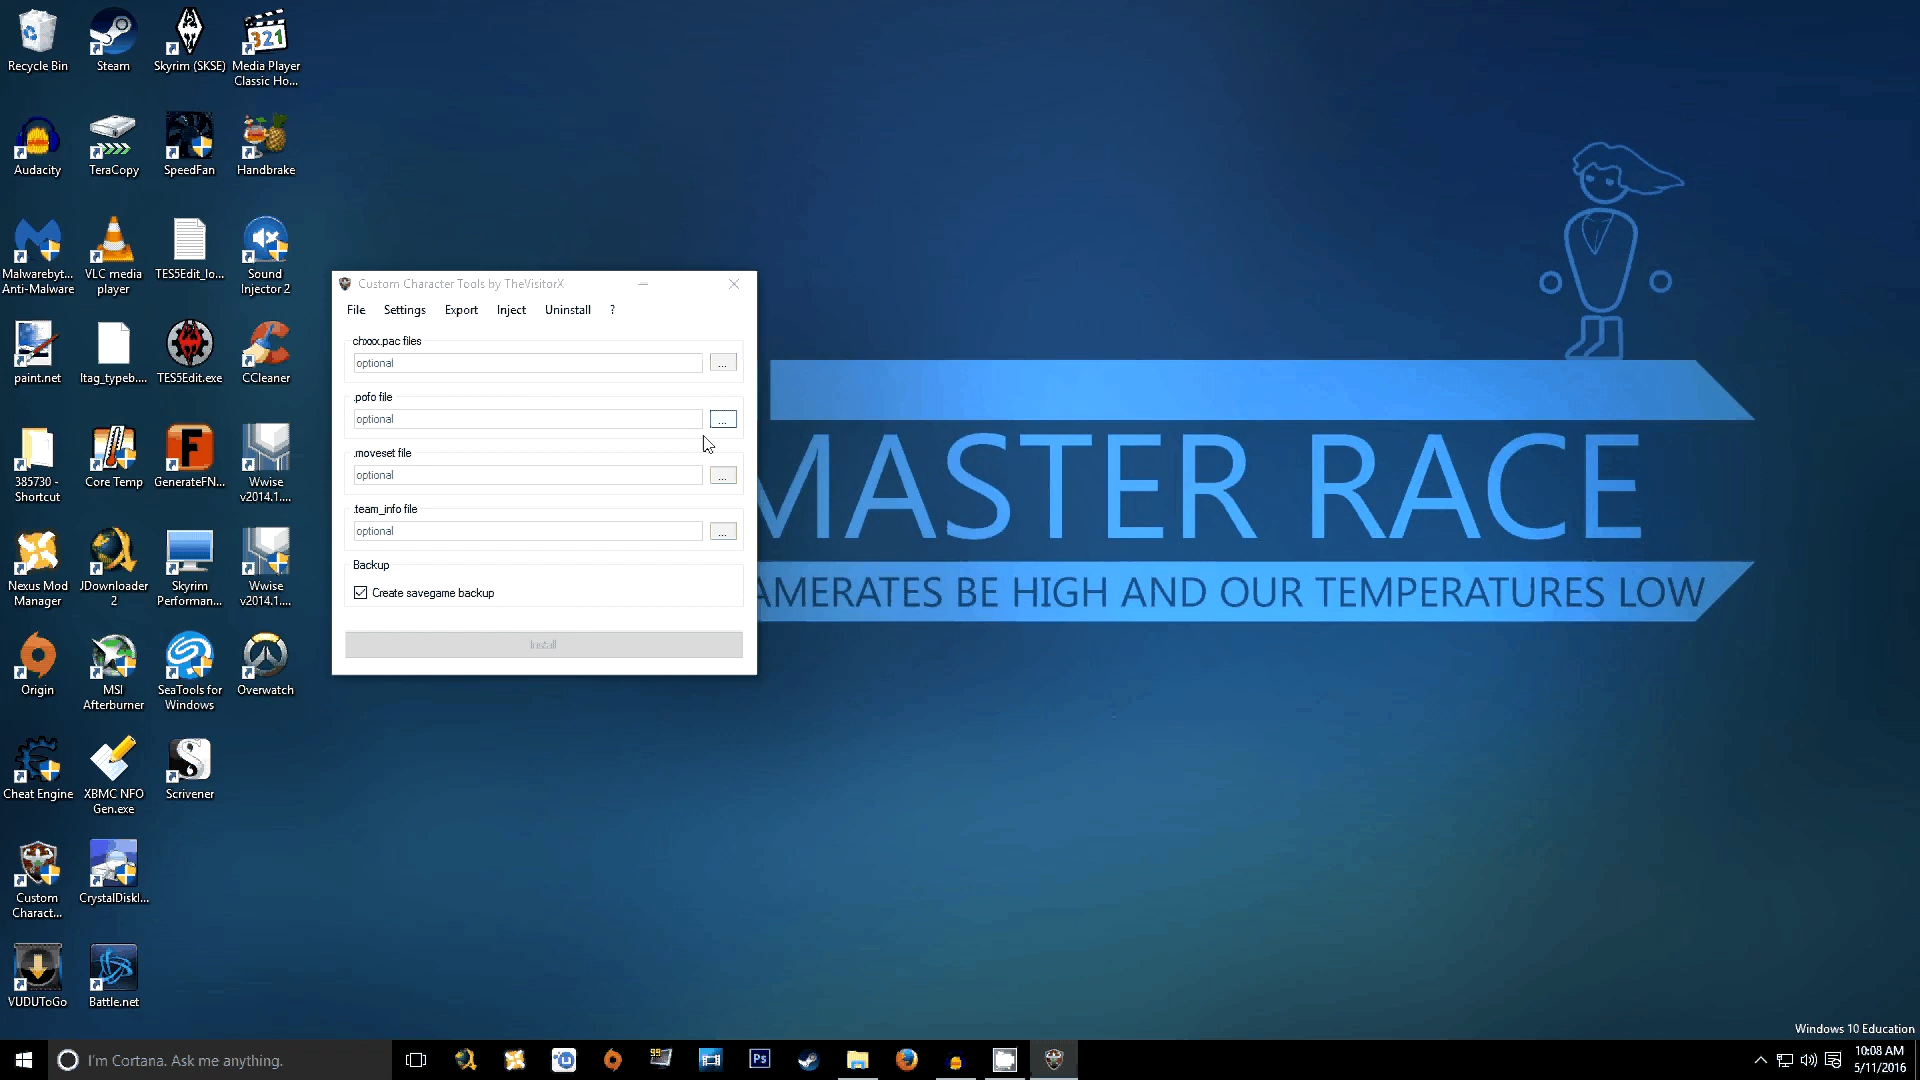 Recycle Bin
Steam
Skyrim (SKSE)
Media Player
Classic Ho...
321
Audacity
TeraCopy
SpeedFan
Handbrake
Malwarebyt...
Anti-Malware
VLC media
player
TES5Edit_lo...
Sound
Injector 2
paint.net
ltag_typeb....
TES5Edit.exe
CCleaner
385730 -
Shortcut
Core Temp
GenerateFN...
Wwise
v2014.1....
Nexus Mod
Manager
JDownloader
2
Skyrim
Performan...
Wwise
v2014.1....
Origin
MSI
Afterburner
SeaTools for
Windows
Overwatch
Cheat Engine
XBMC NFO
Gen.exe
Scrivener
Custom
Charact...
CrystalDiskI...
VUDUToGo
Battle.net
Custom Character Tools by TheVisitorX
File
Settings
Export
Inject
Uninstall
?
chxxx.pac files
optional
...
.pofo file
optional
...
.moveset file
optional
...
.team_info file
optional
...
Backup
Create savegame backup
Install
MASTER RACE
AMERATES BE HIGH AND OUR TEMPERATURES LOW
Windows 10 Education
I'm Cortana. Ask me anything.
99
Ps
10:08 AM
5/11/2016